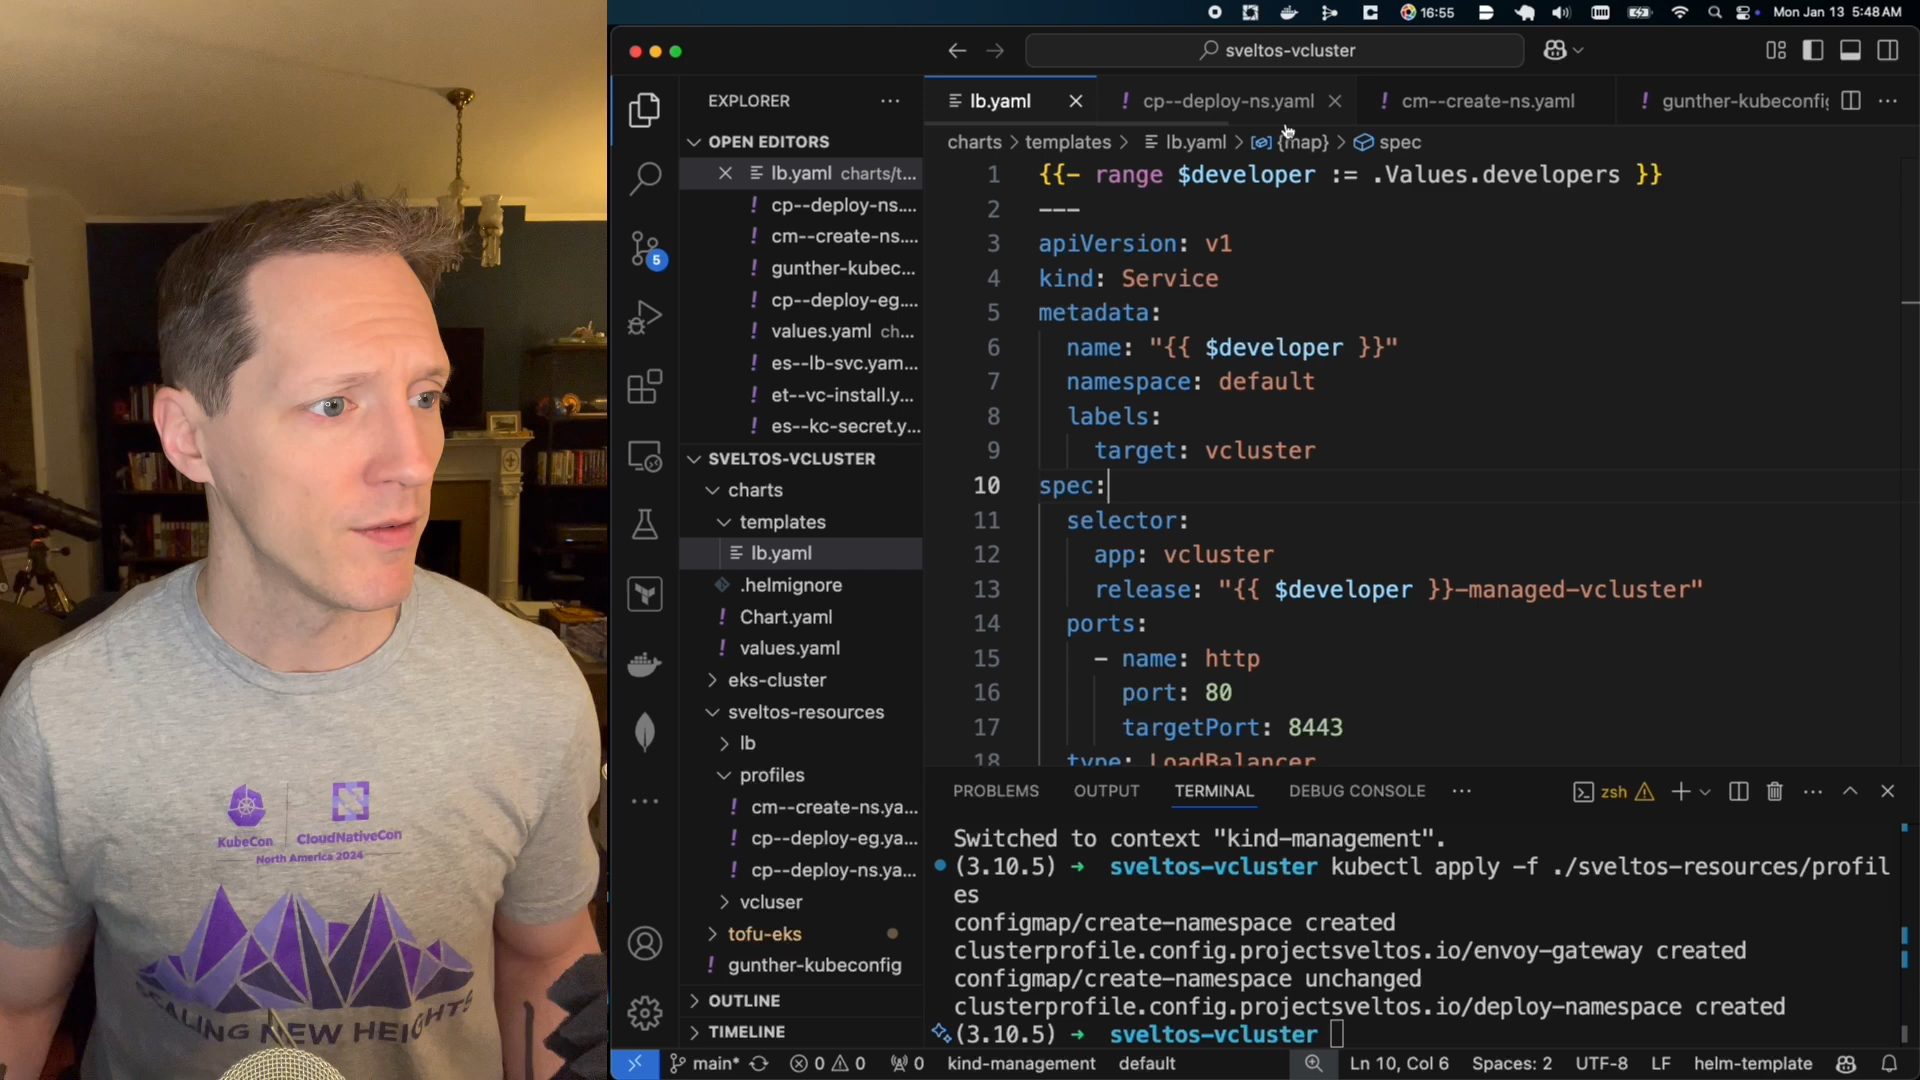 16:55
Mon Jan 13 5:48 AM
sveltos-vcluster
EXPLORER
lb.yaml
cp--deploy-ns.yaml
cm--create-ns.yaml
gunther-kubeconfig
OPEN EDITORS
charts > templates > lb.yaml > {map} > spec
lb.yaml charts/t...
cp--deploy-ns....
cm--create-ns....
gunther-kubec...
cp--deploy-eg....
values.yaml ch...
es--lb-svc.yam...
et--vc-install.y...
es--kc-secret.y...
5
SVELTOS-VCLUSTER
charts
templates
lb.yaml
.helmignore
Chart.yaml
values.yaml
eks-cluster
sveltos-resources
lb
profiles
cm--create-ns.ya...
cp--deploy-eg.ya...
cp--deploy-ns.ya...
vcluser
tofu-eks
gunther-kubeconfig
OUTLINE
TIMELINE
1 {{- range $developer := .Values.developers }}
2 ---
3 apiVersion: v1
4 kind: Service
5 metadata:
6 name: "{{ $developer }}"
7 namespace: default
8 labels:
9 target: vcluster
10 spec:
11 selector:
12 app: vcluster
13 release: "{{ $developer }}-managed-vcluster"
14 ports:
15 - name: http
16 port: 80
17 targetPort: 8443
18 type: LoadBalancer
PROBLEMS OUTPUT TERMINAL DEBUG CONSOLE ... zsh
Switched to context "kind-management".
(3.10.5) → sveltos-vcluster kubectl apply -f ./sveltos-resources/profil
es
configmap/create-namespace created
clusterprofile.config.projectsveltos.io/envoy-gateway created
configmap/create-namespace unchanged
clusterprofile.config.projectsveltos.io/deploy-namespace created
(3.10.5) → sveltos-vcluster
main* 0 0 0 kind-management default Ln 10, Col 6 Spaces: 2 UTF-8 LF helm-template
KubeCon CloudNativeCon
North America 2024
SCALING NEW HEIGHTS